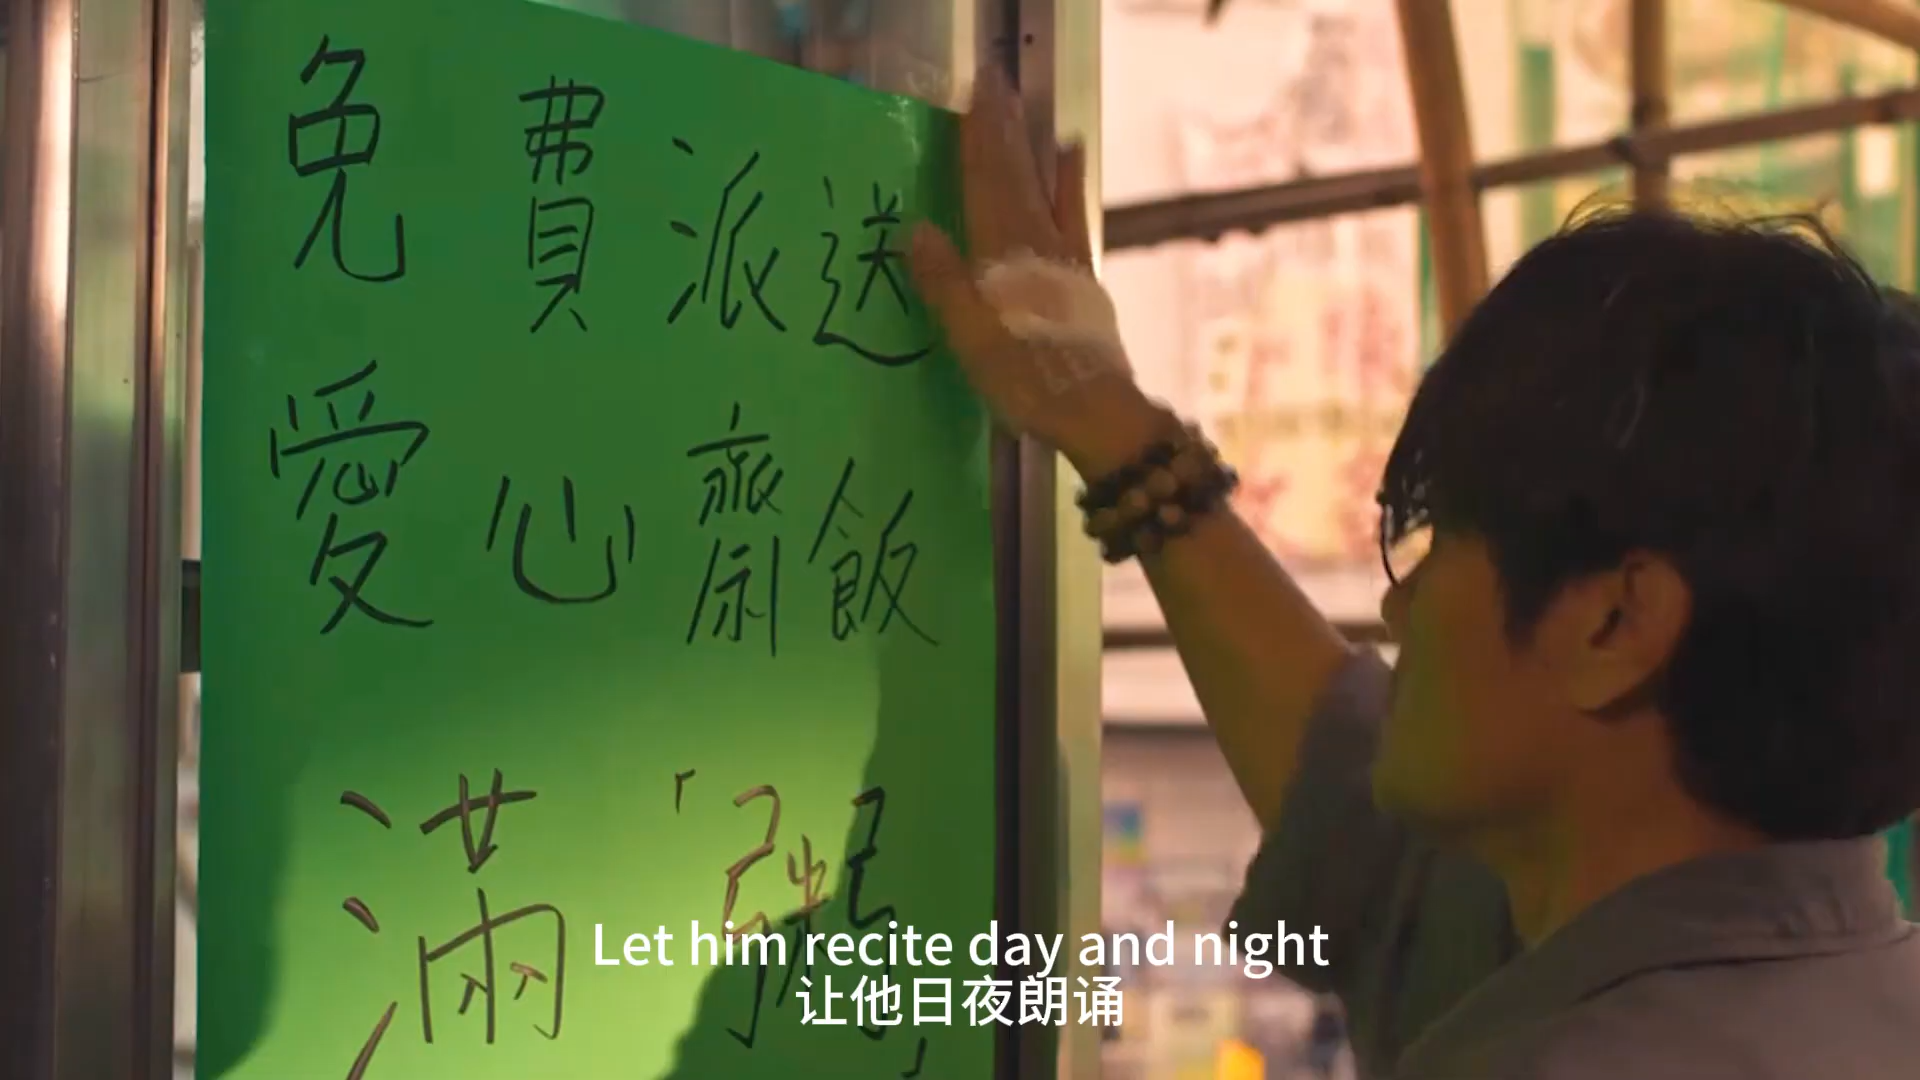 免費派送
愛心齋飯
滿「粥」
Let him recite day and night
让他日夜朗诵